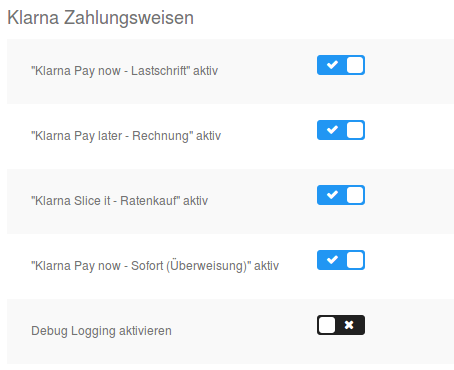 Klarna Zahlungsweisen
"Klarna Pay now - Lastschrift" aktiv
"Klarna Pay later - Rechnung" aktiv
"Klarna Slice it - Ratenkauf" aktiv
"Klarna Pay now - Sofort (Überweisung)" aktiv
Debug Logging aktivieren